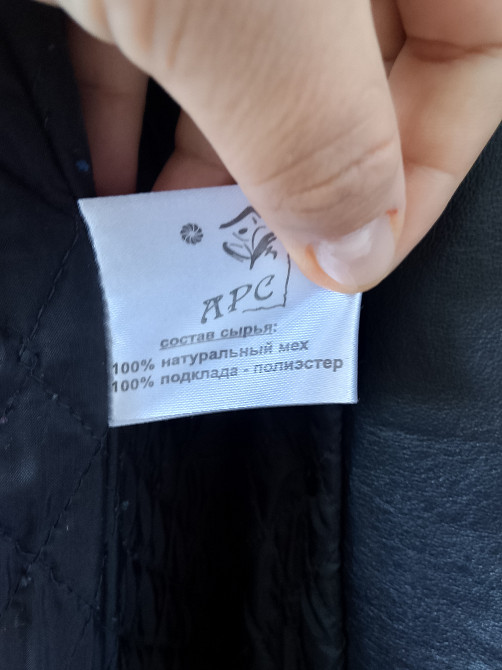 АРС
состав сырья:
100% натуральный мех
100% подклада - полиэстер